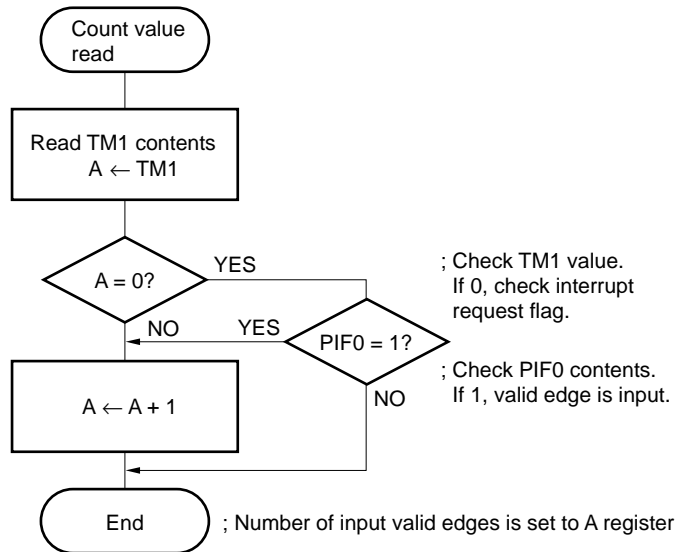 Count value
read
Read TM1 contents
A ← TM1
A = 0?
YES
; Check TM1 value.
If 0, check interrupt
request flag.
NO
YES
PIF0 = 1?
; Check PIF0 contents.
If 1, valid edge is input.
A ← A + 1
NO
End
; Number of input valid edges is set to A register